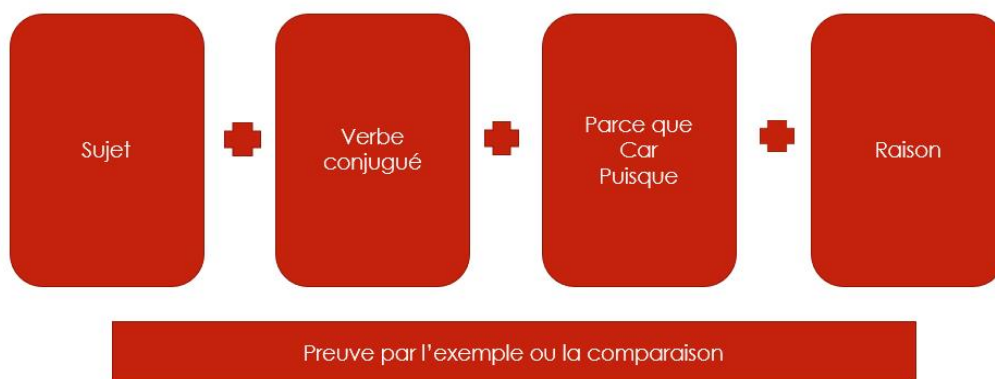 Sujet
Verbe
conjugué
Parce que
Car
Puisque
Raison
Preuve par l'exemple ou la comparaison